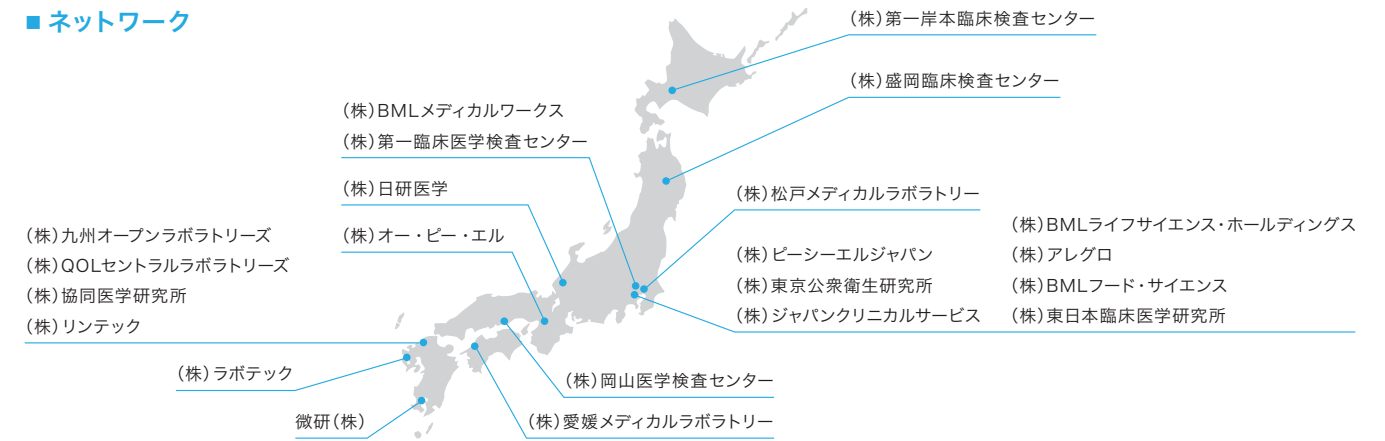 ■ ネットワーク
(株)第一岸本臨床検査センター
(株)盛岡臨床検査センター
(株)BMLメディカルワークス
(株)第一臨床医学検査センター
(株)日研医学
(株)オー・ピー・エル
(株)松戸メディカルラボラトリー
(株)ピーシーエルジャパン
(株)東京公衆衛生研究所
(株)ジャパンクリニカルサービス
(株)BMLライフサイエンス・ホールディングス
(株)アレグロ
(株)BMLフード・サイエンス
(株)東日本臨床医学研究所
(株)九州オープンラボラトリーズ
(株)QOLセントラルラボラトリーズ
(株)協同医学研究所
(株)リンテック
(株)ラボテック
微研(株)
(株)岡山医学検査センター
(株)愛媛メディカルラボラトリー